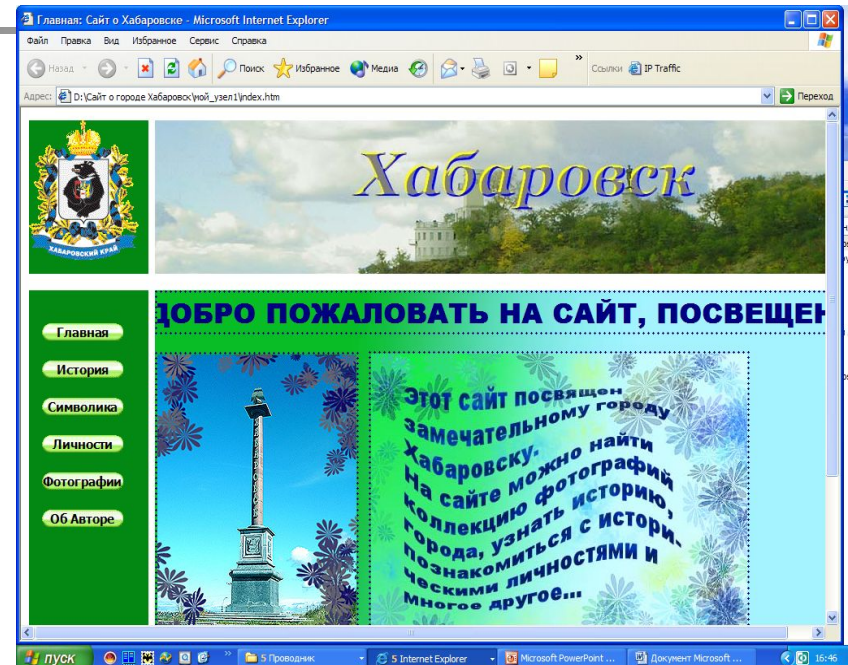 Главная: Сайт о Хабаровске - Microsoft Internet Explorer
Файл Правка Вид Избранное Сервис Справка
Назад Поиск Избранное Медиа Ссылки IP Traffic
Адрес: D:\Сайт о городе Хабаровск\мой_узел1\index.htm Переход
Хабаровск
ХАБАРОВСКИЙ КРАЙ
ДОБРО ПОЖАЛОВАТЬ НА САЙТ, ПОСВЕЩЕН
Главная
История
Символика
Личности
Фотографии
Об Авторе
Этот сайт посвящен
замечательному городу
Хабаровску.
На сайте можно найти
коллекцию фотографий
города, узнать историю,
познакомиться с истори-
ческими личностями и
многое другое...
пуск 5 Проводник 5 Internet Explorer Microsoft PowerPoint ... Документ Microsoft ... 16:46